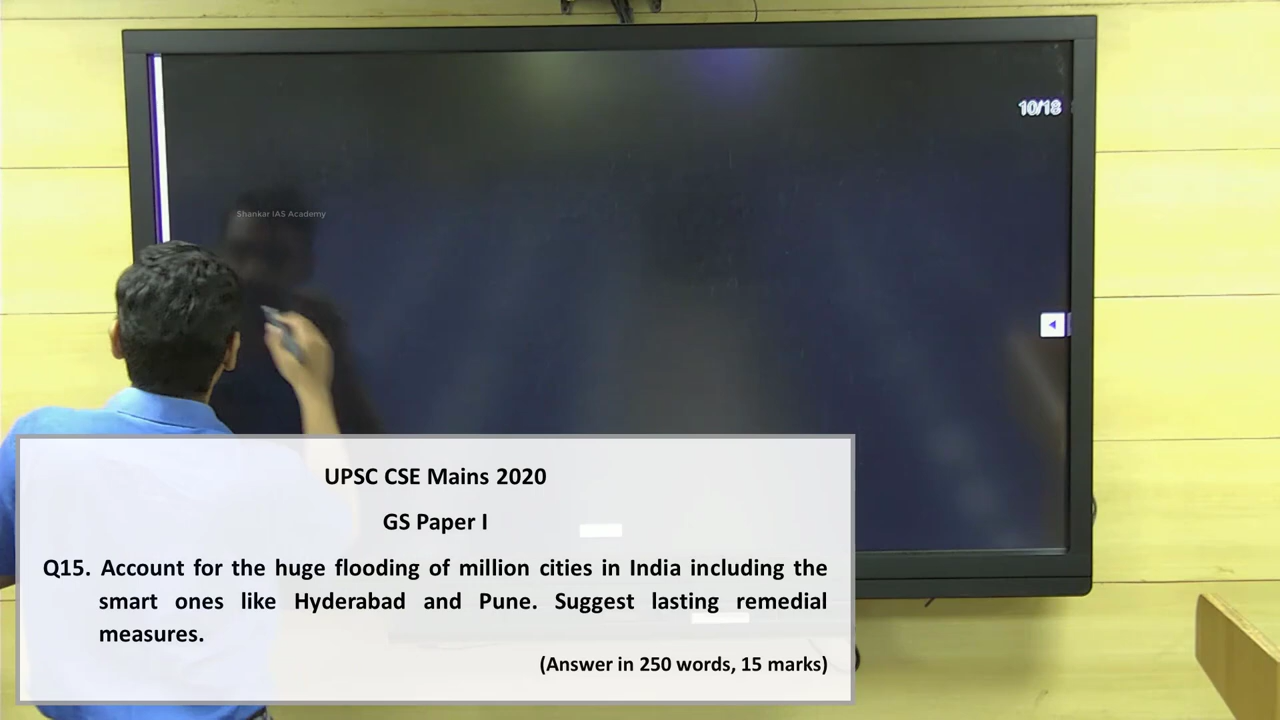 10/18
Shankar IAS Academy
UPSC CSE Mains 2020
GS Paper I
Q15. Account for the huge flooding of million cities in India including the
smart ones like Hyderabad and Pune. Suggest lasting remedial
measures.
(Answer in 250 words, 15 marks)